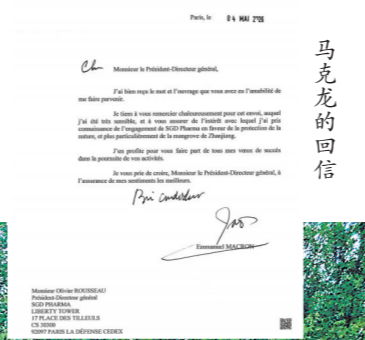 Paris, le 04 MAI 2026
Monsieur le Président-Directeur général,
J'ai bien reçu le mot et l'ouvrage que vous avez eu l'amabilité de
me faire parvenir.
Je tiens à vous remercier chaleureusement pour cet envoi, auquel
j'ai été très sensible, et à vous assurer de l'intérêt avec lequel j'ai pris
connaissance de l'engagement de SGD Pharma en faveur de la protection de la
nature, et plus particulièrement de la mangrove de Zhanjiang.
J'en profite pour vous faire part de tous mes vœux de succès
dans la poursuite de vos activités.
Je vous prie de croire, Monsieur le Président-Directeur général, à
l'assurance de mes sentiments les meilleurs.
Emmanuel MACRON
Monsieur Olivier ROUSSEAU
Président-Directeur général
SGD PHARMA
LIBERTY TOWER
17 PLACE DES TILLEULS
CS 30500
92097 PARIS LA DÉFENSE CEDEX
马克龙的回信